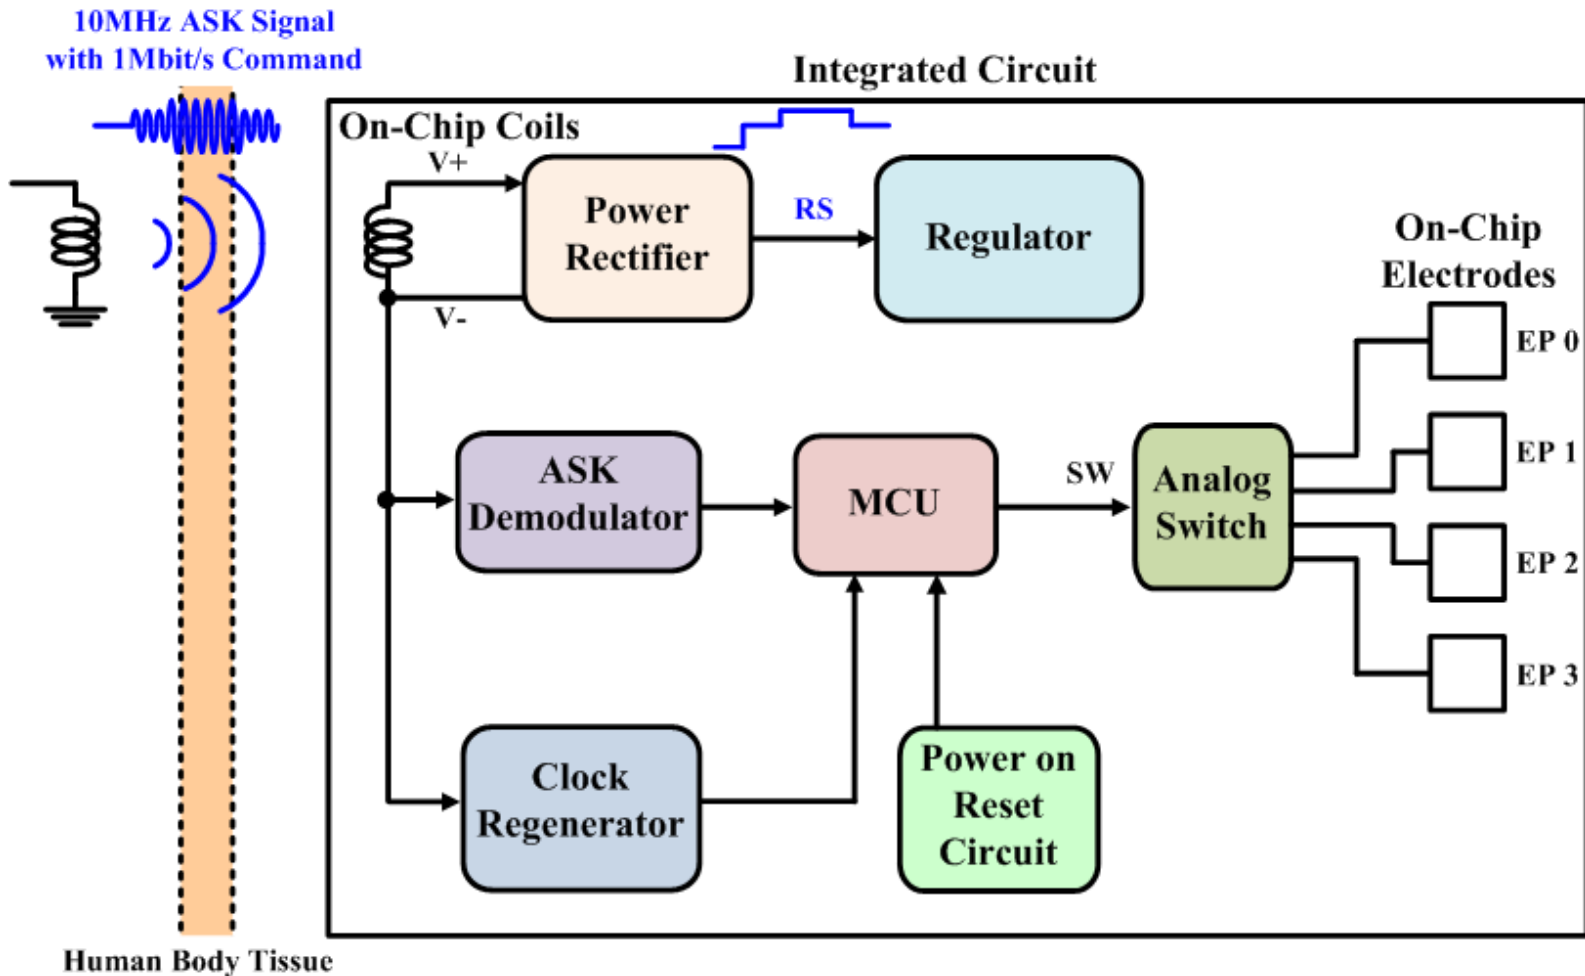 10MHz ASK Signal
with 1Mbit/s Command
Integrated Circuit
On-Chip Coils
V+
V-
Power
Rectifier
RS
Regulator
On-Chip
Electrodes
EP 0
EP 1
EP 2
EP 3
ASK
Demodulator
MCU
SW
Analog
Switch
Clock
Regenerator
Power on
Reset
Circuit
Human Body Tissue